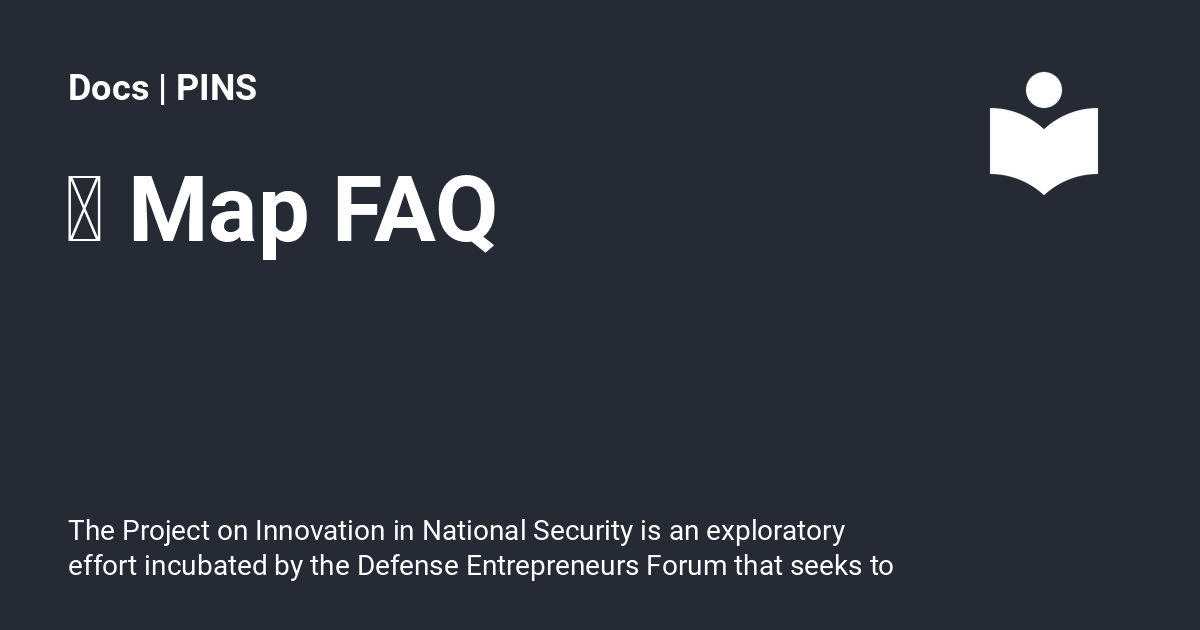 Docs | PINS
Map FAQ
The Project on Innovation in National Security is an exploratory
effort incubated by the Defense Entrepreneurs Forum that seeks to